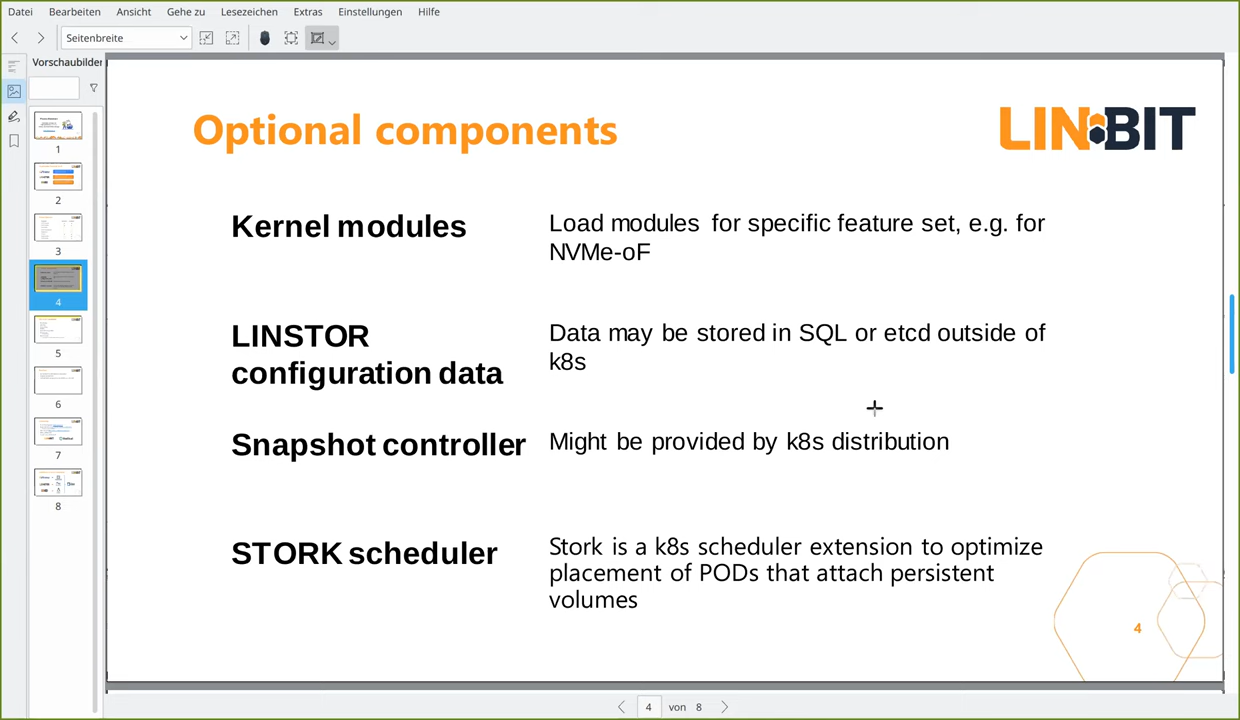 Datei Bearbeiten Ansicht Gehe zu Lesezeichen Extras Einstellungen Hilfe
Seitenbreite
Vorschaubilder
1
2
3
4
5
6
7
8
Optional components
LINBIT
Kernel modules
Load modules for specific feature set, e.g. for
NVMe-oF
LINSTOR
configuration data
Data may be stored in SQL or etcd outside of
k8s
Snapshot controller
Might be provided by k8s distribution
STORK scheduler
Stork is a k8s scheduler extension to optimize
placement of PODs that attach persistent
volumes
4
4 von 8